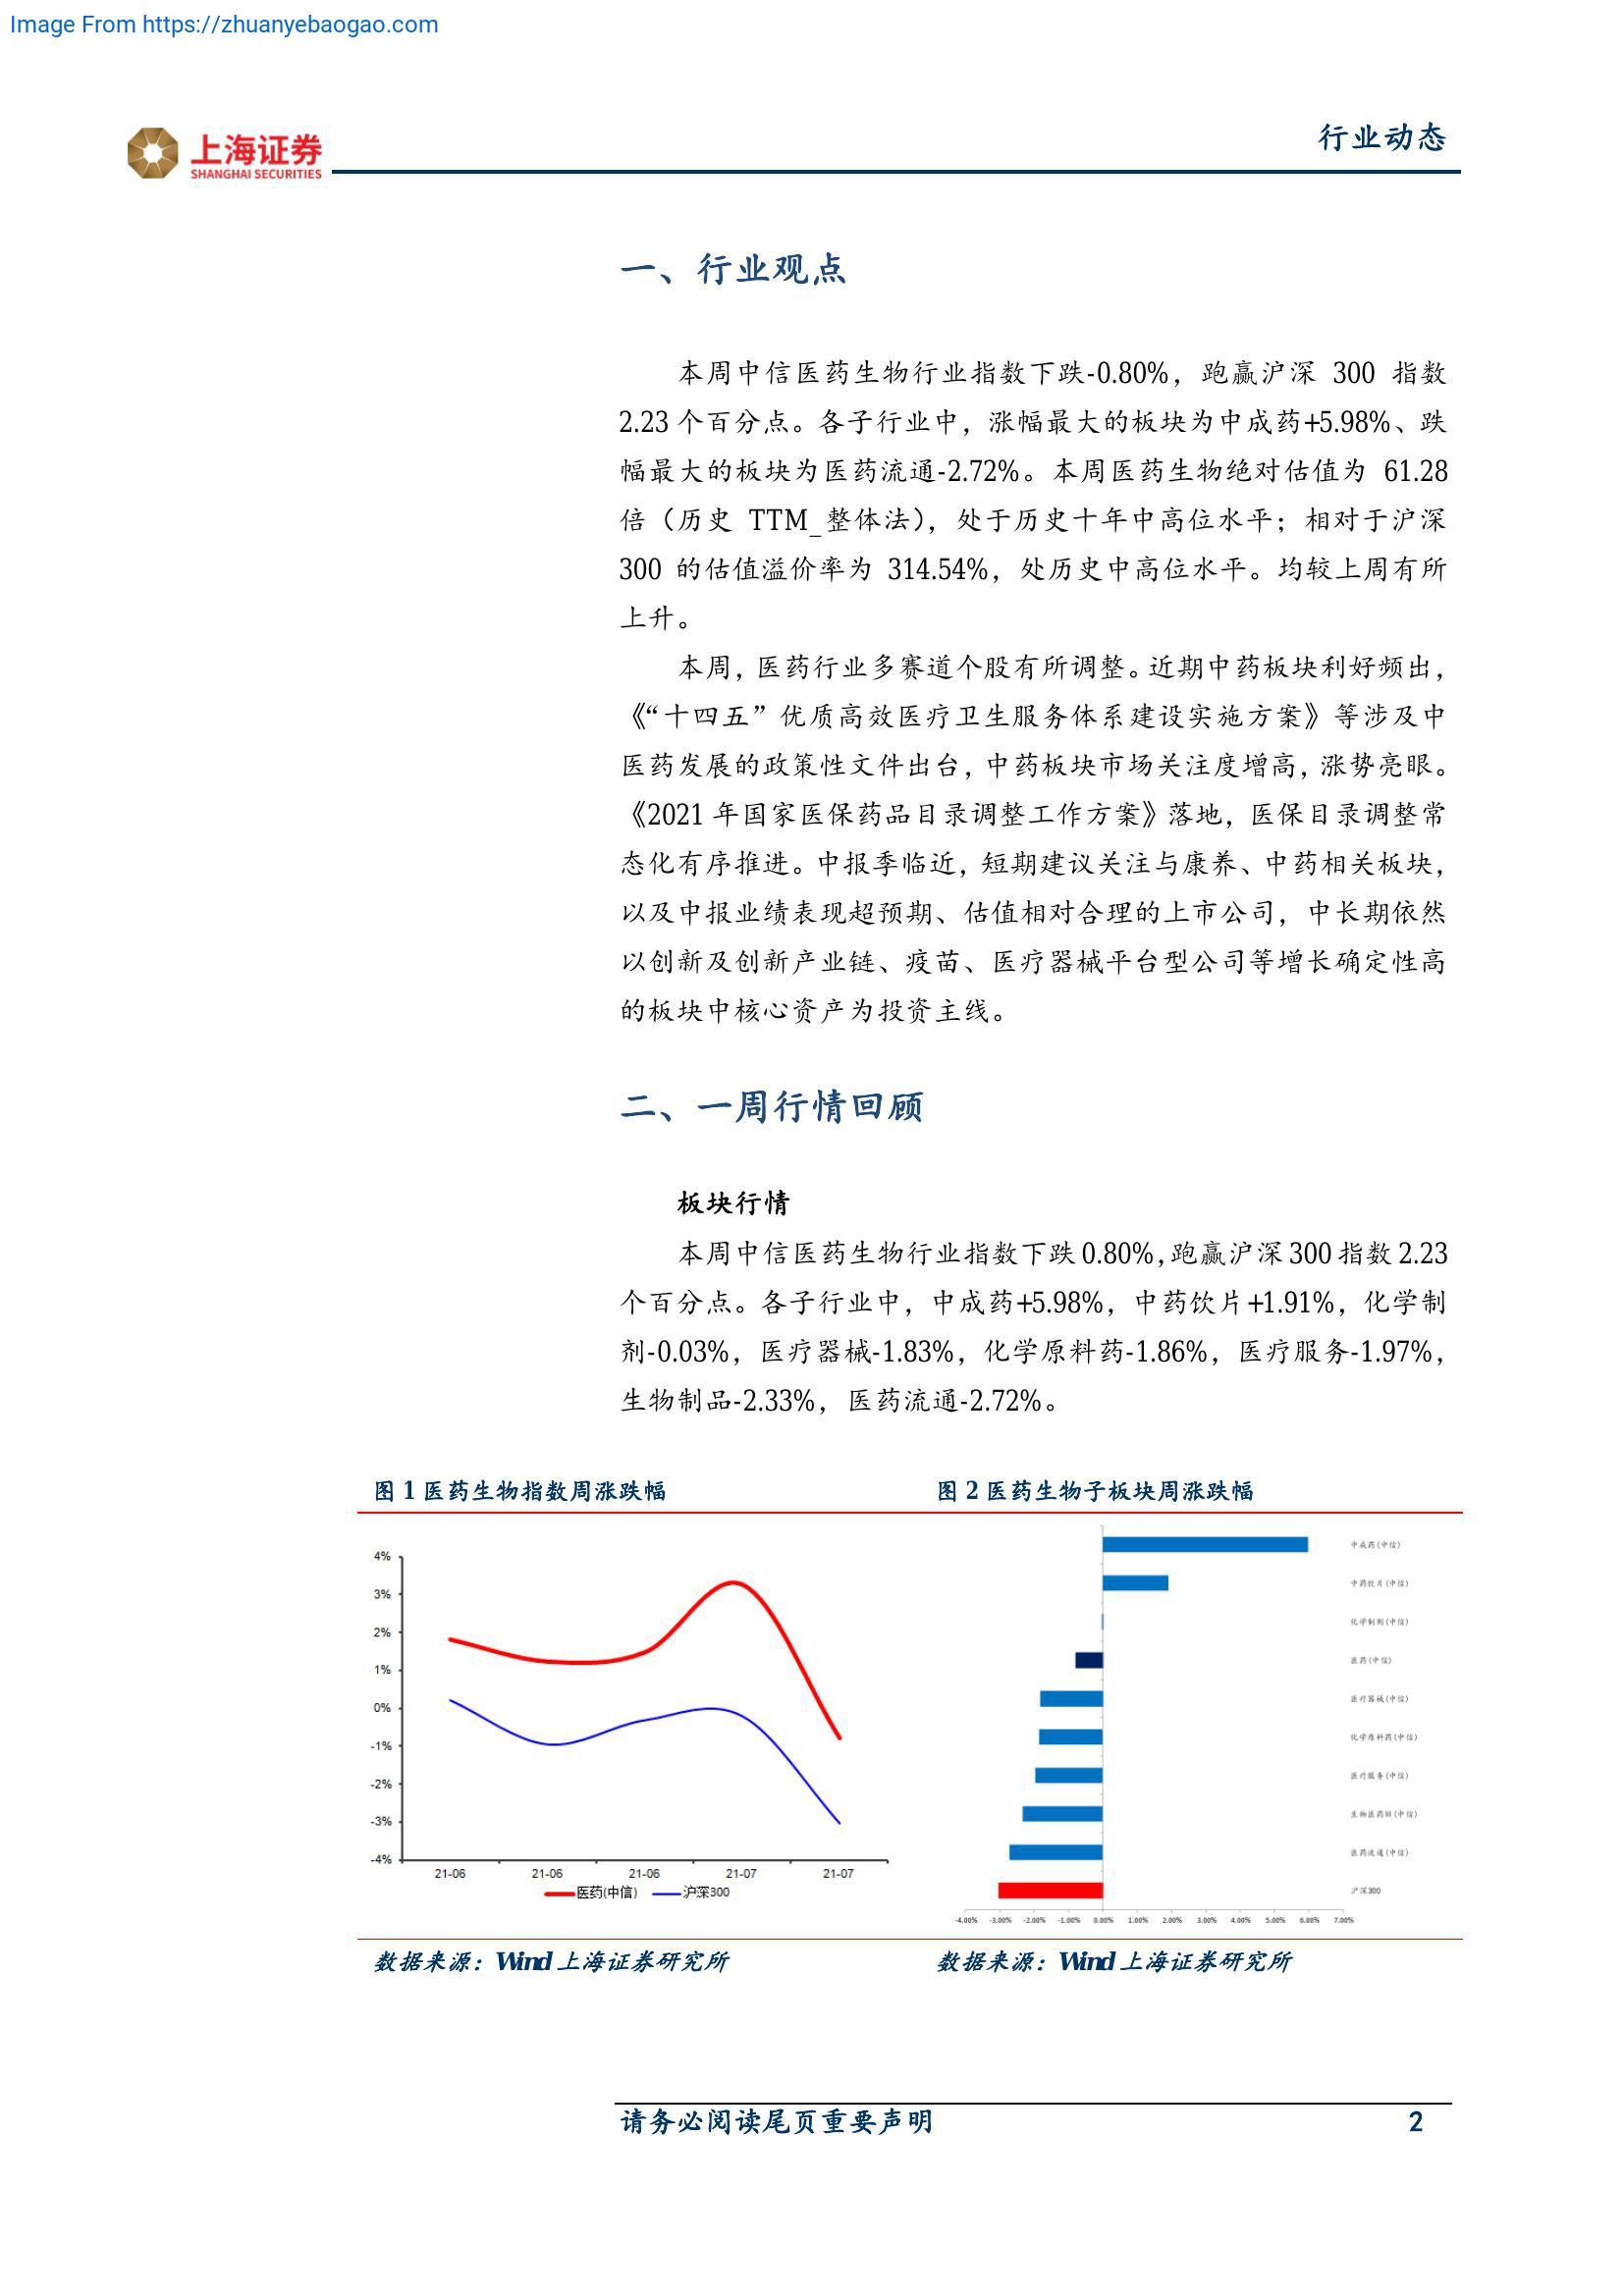 Image From https://zhuanyebaogao.com
上海证券
SHANGHAI SECURITIES
行业动态
一、行业观点
本周中信医药生物行业指数下跌-0.80%，跑赢沪深 300 指数
2.23 个百分点。各子行业中，涨幅最大的板块为中成药+5.98%、跌
幅最大的板块为医药流通-2.72%。本周医药生物绝对估值为 61.28
倍（历史 TTM_整体法），处于历史十年中高位水平；相对于沪深
300 的估值溢价率为 314.54%，处历史中高位水平。均较上周有所
上升。
本周，医药行业多赛道个股有所调整。近期中药板块利好频出，
《“十四五”优质高效医疗卫生服务体系建设实施方案》等涉及中
医药发展的政策性文件出台，中药板块市场关注度增高，涨势亮眼。
《2021 年国家医保药品目录调整工作方案》落地，医保目录调整常
态化有序推进。中报季临近，短期建议关注与康养、中药相关板块，
以及中报业绩表现超预期、估值相对合理的上市公司，中长期依然
以创新及创新产业链、疫苗、医疗器械平台型公司等增长确定性高
的板块中核心资产为投资主线。
二、一周行情回顾
板块行情
本周中信医药生物行业指数下跌 0.80%，跑赢沪深 300 指数 2.23
个百分点。各子行业中，中成药+5.98%，中药饮片+1.91%，化学制
剂-0.03%，医疗器械-1.83%，化学原料药-1.86%，医疗服务-1.97%，
生物制品-2.33%，医药流通-2.72%。
图 1 医药生物指数周涨跌幅
4%
3%
2%
1%
0%
-1%
-2%
-3%
-4%
21-06 21-06 21-06 21-07 21-07
医药(中信) 沪深300
图 2 医药生物子板块周涨跌幅
中成药(中信)
中药饮片(中信)
化学制剂(中信)
医药(中信)
医疗器械(中信)
化学原料药(中信)
医疗服务(中信)
生物医药Ⅲ(中信)
医药流通(中信)
沪深300
-4.00% -3.00% -2.00% -1.00% 0.00% 1.00% 2.00% 3.00% 4.00% 5.00% 6.00% 7.00%
数据来源：Wind 上海证券研究所
数据来源：Wind 上海证券研究所
请务必阅读尾页重要声明 2